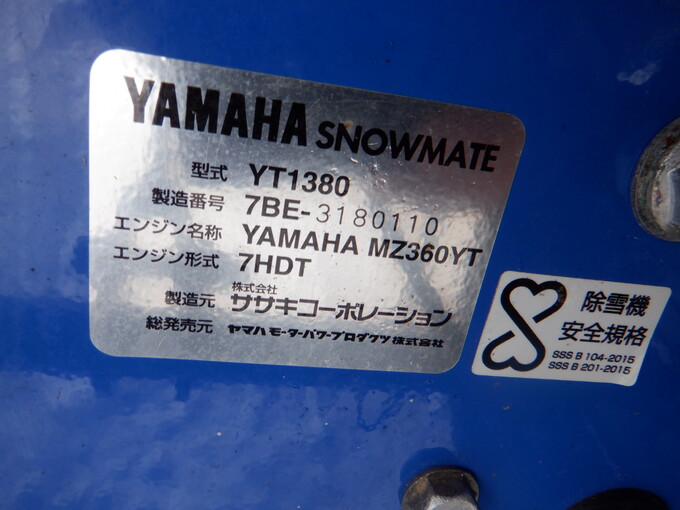 YAMAHA SNOWMATE
型式 YT1380
製造番号 7BE-3180110
エンジン名称 YAMAHA MZ360YT
エンジン形式 7HDT
製造元 株式会社 ササキコーポレーション
総発売元 ヤマハモーターパワープロダクツ株式会社
除雪機
安全規格
SSS B 104-2015
SSS B 201-2015